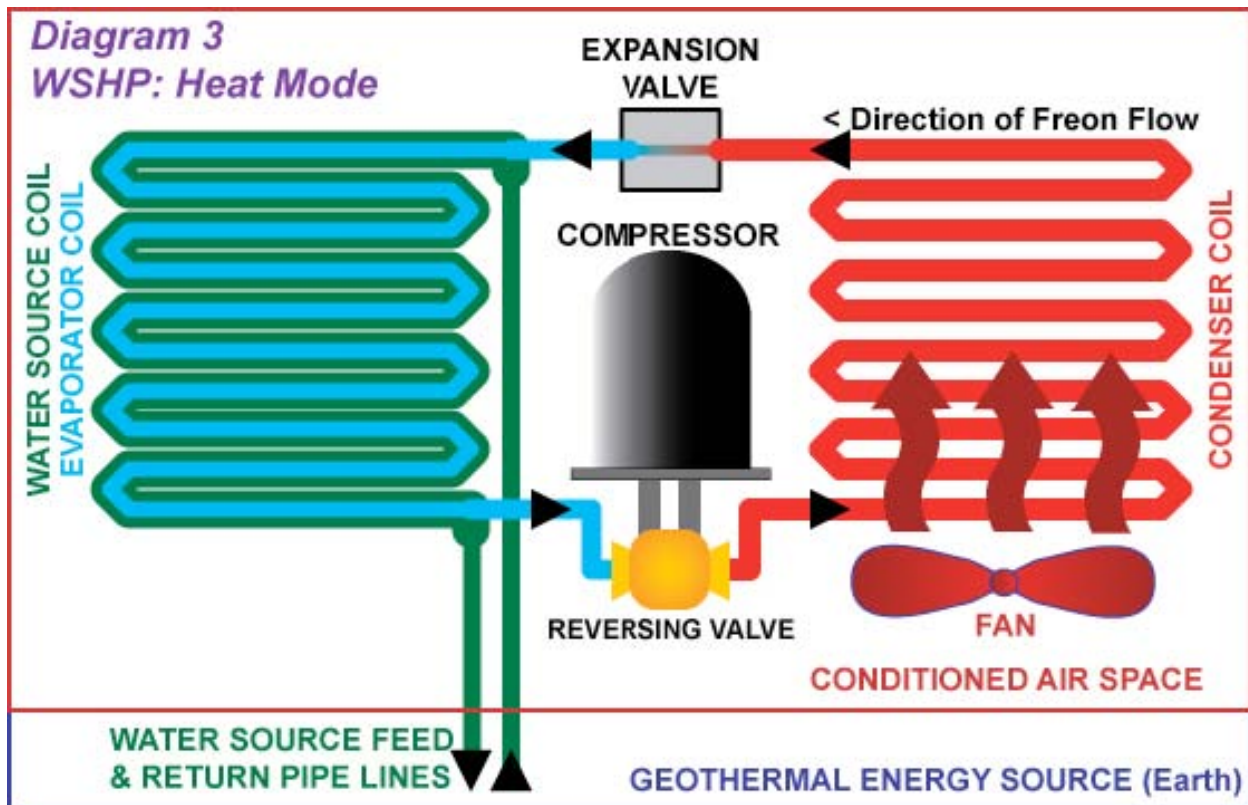 Diagram 3
WSHP: Heat Mode
EXPANSION
VALVE
< Direction of Freon Flow
WATER SOURCE COIL
EVAPORATOR COIL
COMPRESSOR
CONDENSER COIL
REVERSING VALVE
FAN
CONDITIONED AIR SPACE
WATER SOURCE FEED
& RETURN PIPE LINES
GEOTHERMAL ENERGY SOURCE (Earth)